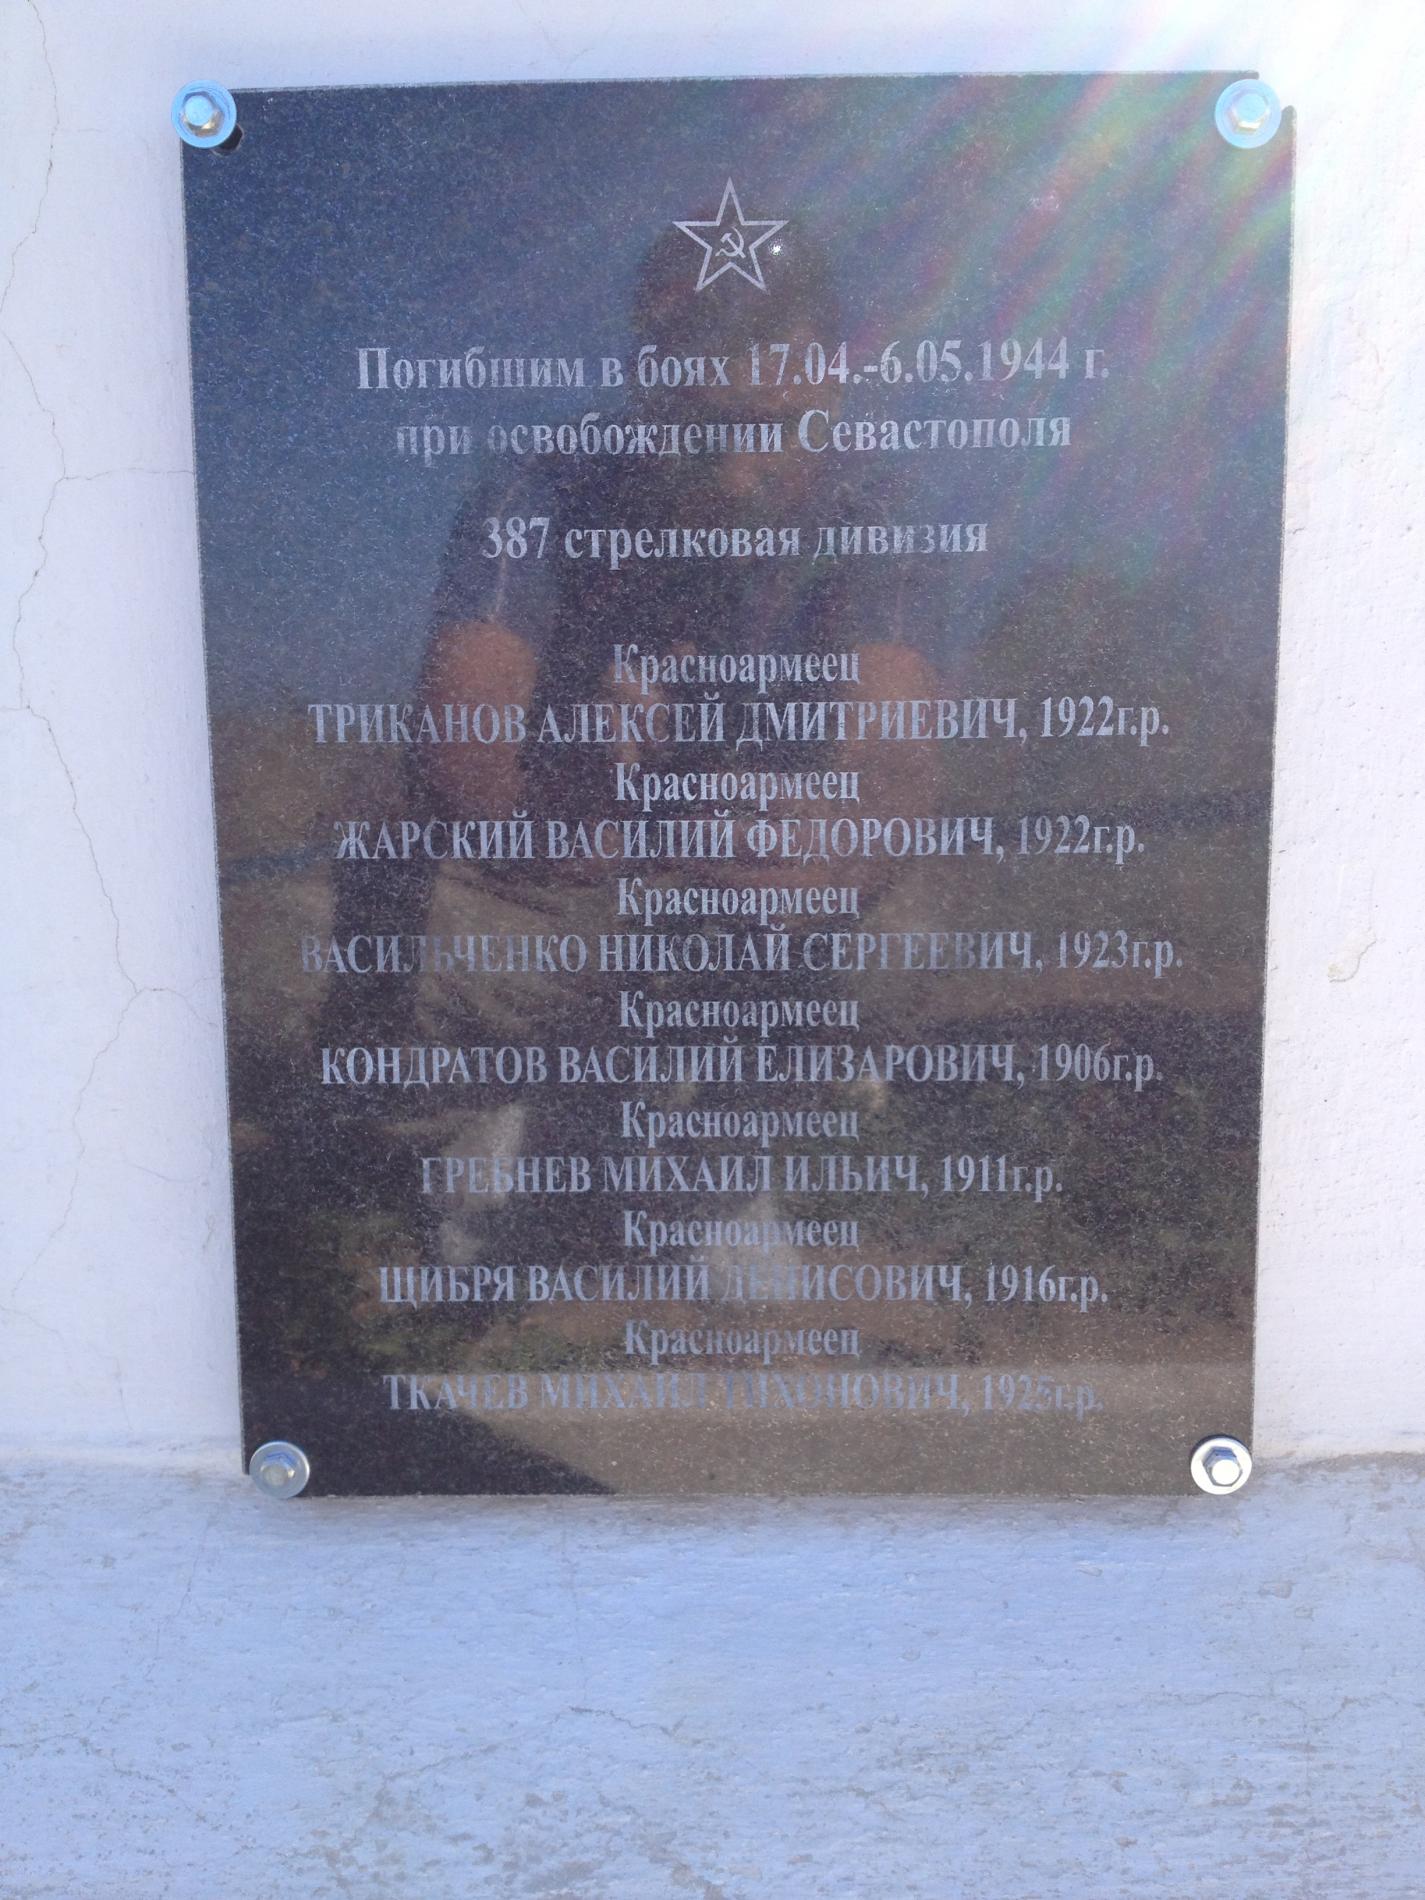 Погибшим в боях 17.04.-6.05.1944 г.
при освобождении Севастополя
387 стрелковая дивизия
Красноармеец
ТРИКАНОВ АЛЕКСЕЙ ДМИТРИЕВИЧ, 1922г.р.
Красноармеец
ЖАРСКИЙ ВАСИЛИЙ ФЕДОРОВИЧ, 1922г.р.
Красноармеец
ВАСИЛЬЧЕНКО НИКОЛАЙ СЕРГЕЕВИЧ, 1923г.р.
Красноармеец
КОНДРАТОВ ВАСИЛИЙ ЕЛИЗАРОВИЧ, 1906г.р.
Красноармеец
ГРЕБНЕВ МИХАИЛ ИЛЬИЧ, 1911г.р.
Красноармеец
ЩИБРЯ ВАСИЛИЙ ДЕНИСОВИЧ, 1916г.р.
Красноармеец
ТКАЧЕВ МИХАИЛ ТИХОНОВИЧ, 1925г.р.